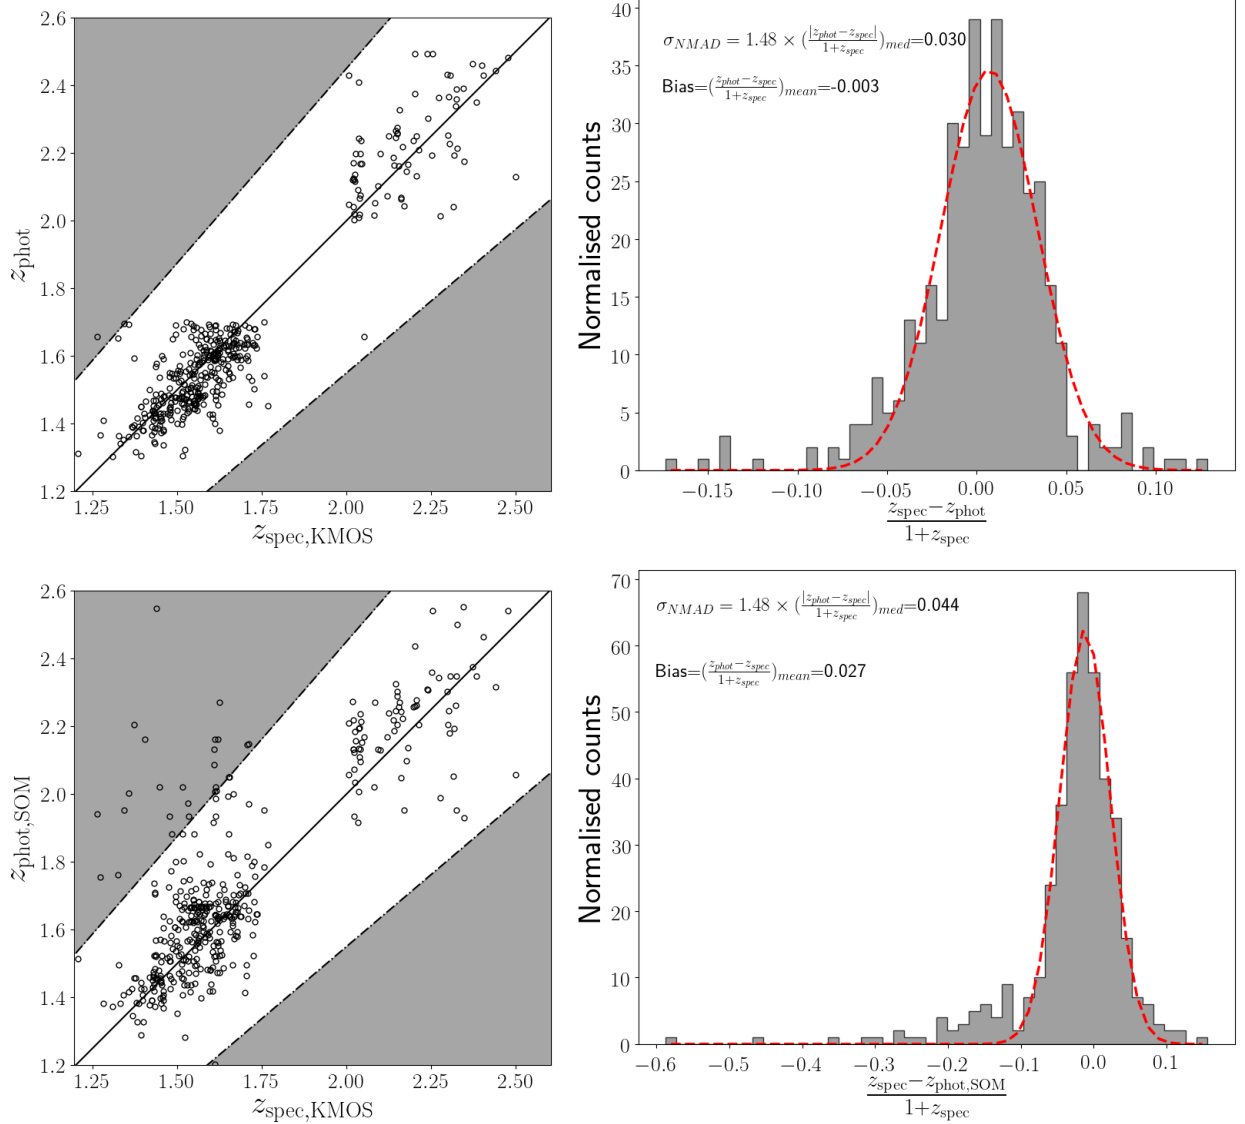 2.6
2.4
2.2
2.0
1.8
1.6
1.4
1.2
z_phot
1.25 1.50 1.75 2.00 2.25 2.50
z_spec,KMOS
40
35
30
25
20
15
10
5
0
Normalised counts
σ_NMAD = 1.48 × (|z_phot−z_spec| / 1+z_spec)_med=0.030
Bias=(z_phot−z_spec / 1+z_spec)_mean=-0.003
−0.15 −0.10 −0.05 0.00 0.05 0.10
z_spec−z_phot
1+z_spec
2.6
2.4
2.2
2.0
1.8
1.6
1.4
1.2
z_phot,SOM
1.25 1.50 1.75 2.00 2.25 2.50
z_spec,KMOS
70
60
50
40
30
20
10
0
Normalised counts
σ_NMAD = 1.48 × (|z_phot−z_spec| / 1+z_spec)_med=0.044
Bias=(z_phot−z_spec / 1+z_spec)_mean=0.027
−0.6 −0.5 −0.4 −0.3 −0.2 −0.1 0.0 0.1
z_spec−z_phot,SOM
1+z_spec